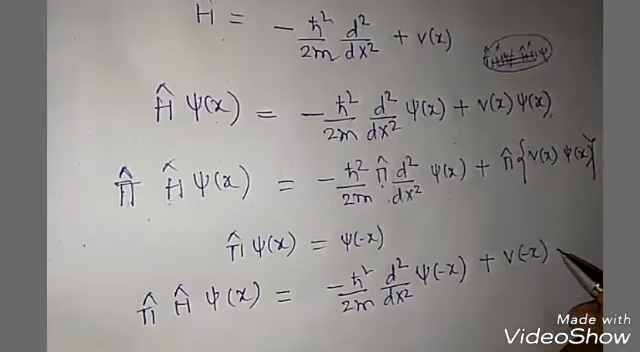 H = -ħ²/2m d²/dx² + V(x)
Ĥ ψ(x) = -ħ²/2m d²/dx² ψ(x) + V(x) ψ(x)
Π̂ Ĥ ψ(x) = -ħ²/2m Π̂ d²/dx² ψ(x) + Π̂ {V(x) ψ(x)}
Π̂ ψ(x) = ψ(-x)
Π̂ Ĥ ψ(x) = -ħ²/2m d²/dx² ψ(-x) + V(-x)
Made with
VideoShow